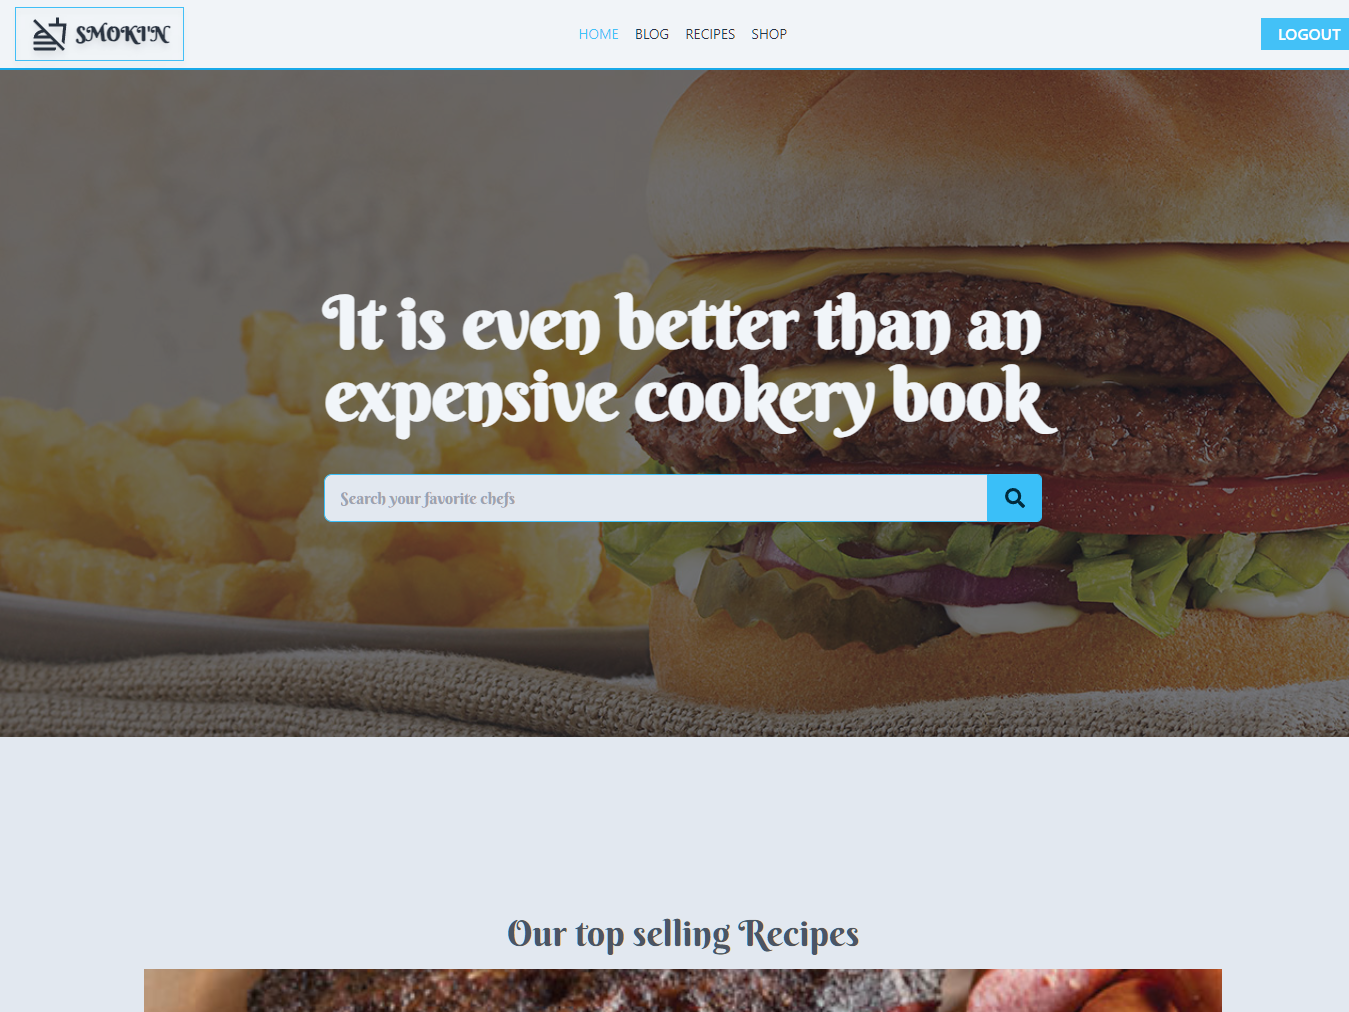 SMOKI'N
HOME BLOG RECIPES SHOP
LOGOUT
It is even better than an
expensive cookery book
Search your favorite chefs
Our top selling Recipes